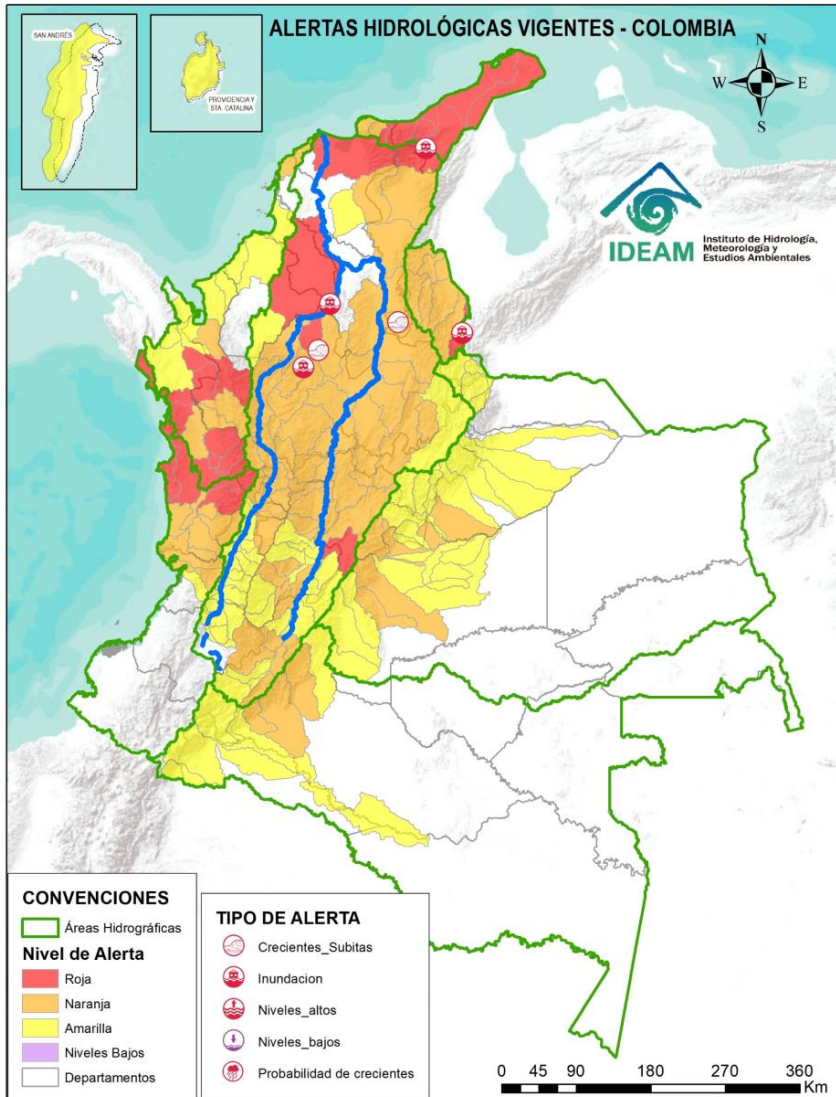 ALERTAS HIDROLÓGICAS VIGENTES - COLOMBIA
SAN ANDRÉS
PROVIDENCIA Y
STA. CATALINA
N
W
E
S
IDEAM
Instituto de Hidrología,
Meteorología y
Estudios Ambientales
CONVENCIONES
Áreas Hidrográficas
Nivel de Alerta
Roja
Naranja
Amarilla
Niveles Bajos
Departamentos
TIPO DE ALERTA
Crecientes_Subitas
Inundacion
Niveles_altos
Niveles_bajos
Probabilidad de crecientes
0 45 90 180 270 360
Km